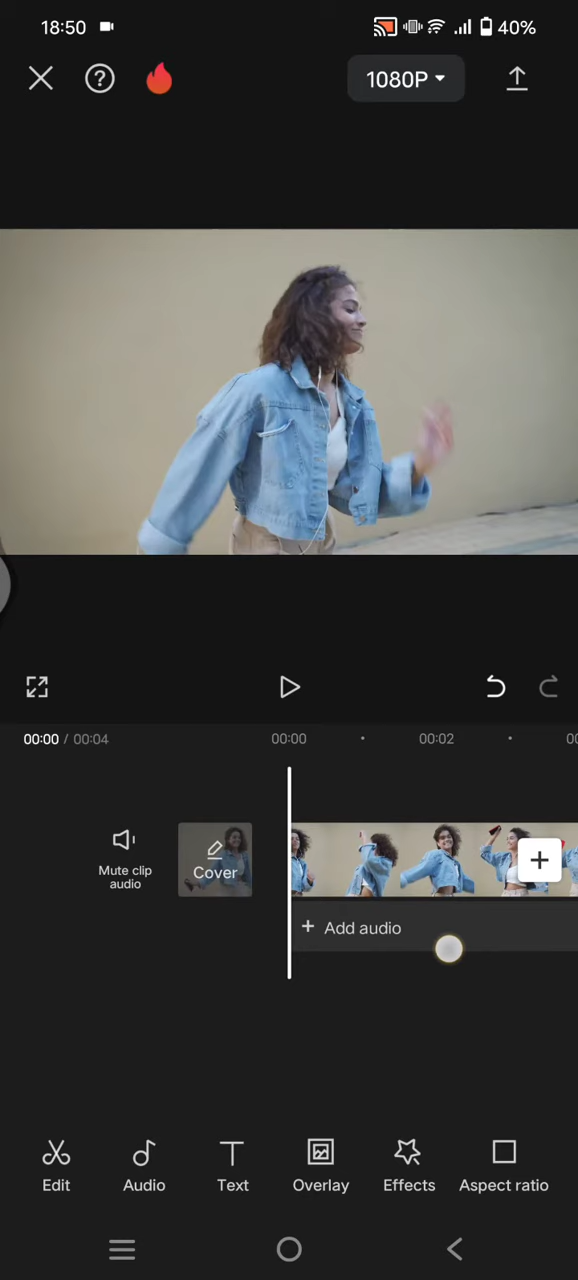 18:50 40%
? 1080P
00:00 / 00:04 00:00 00:02 00
Mute clip
audio
Cover
+ Add audio
Edit Audio Text Overlay Effects Aspect ratio